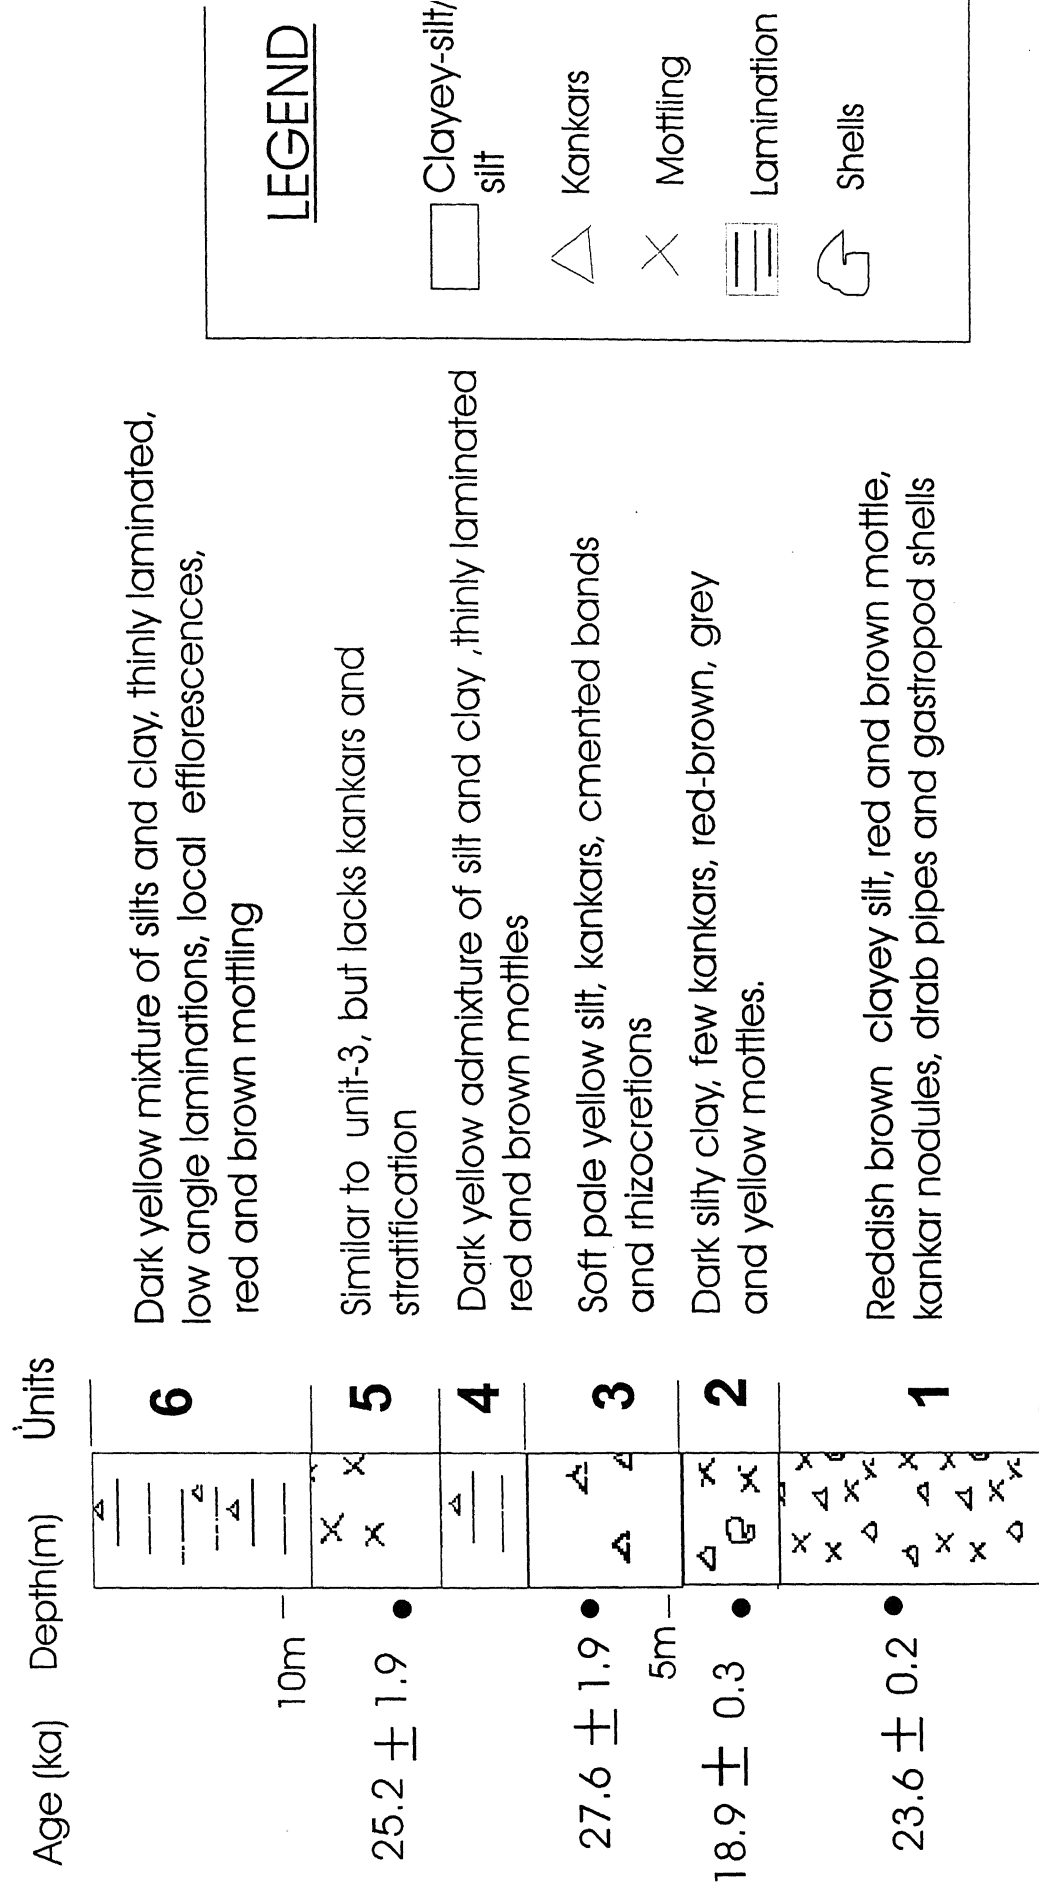 Age (ka) Depth(m) Units
6
Dark yellow mixture of silts and clay, thinly laminated,
low angle laminations, local efflorescences,
red and brown mottling
10m
25.2 ± 1.9
5
Similar to unit-3, but lacks kankars and
stratification
4
Dark yellow admixture of silt and clay ,thinly laminated
red and brown mottles
27.6 ± 1.9
3
Soft pale yellow silt, kankars, cmented bands
and rhizocretions
5m
18.9 ± 0.3
2
Dark silty clay, few kankars, red-brown, grey
and yellow mottles.
23.6 ± 0.2
1
Reddish brown clayey silt, red and brown mottle,
kankar nodules, drab pipes and gastropod shells
LEGEND
Clayey-silt/
silt
Kankars
Mottling
Lamination
Shells